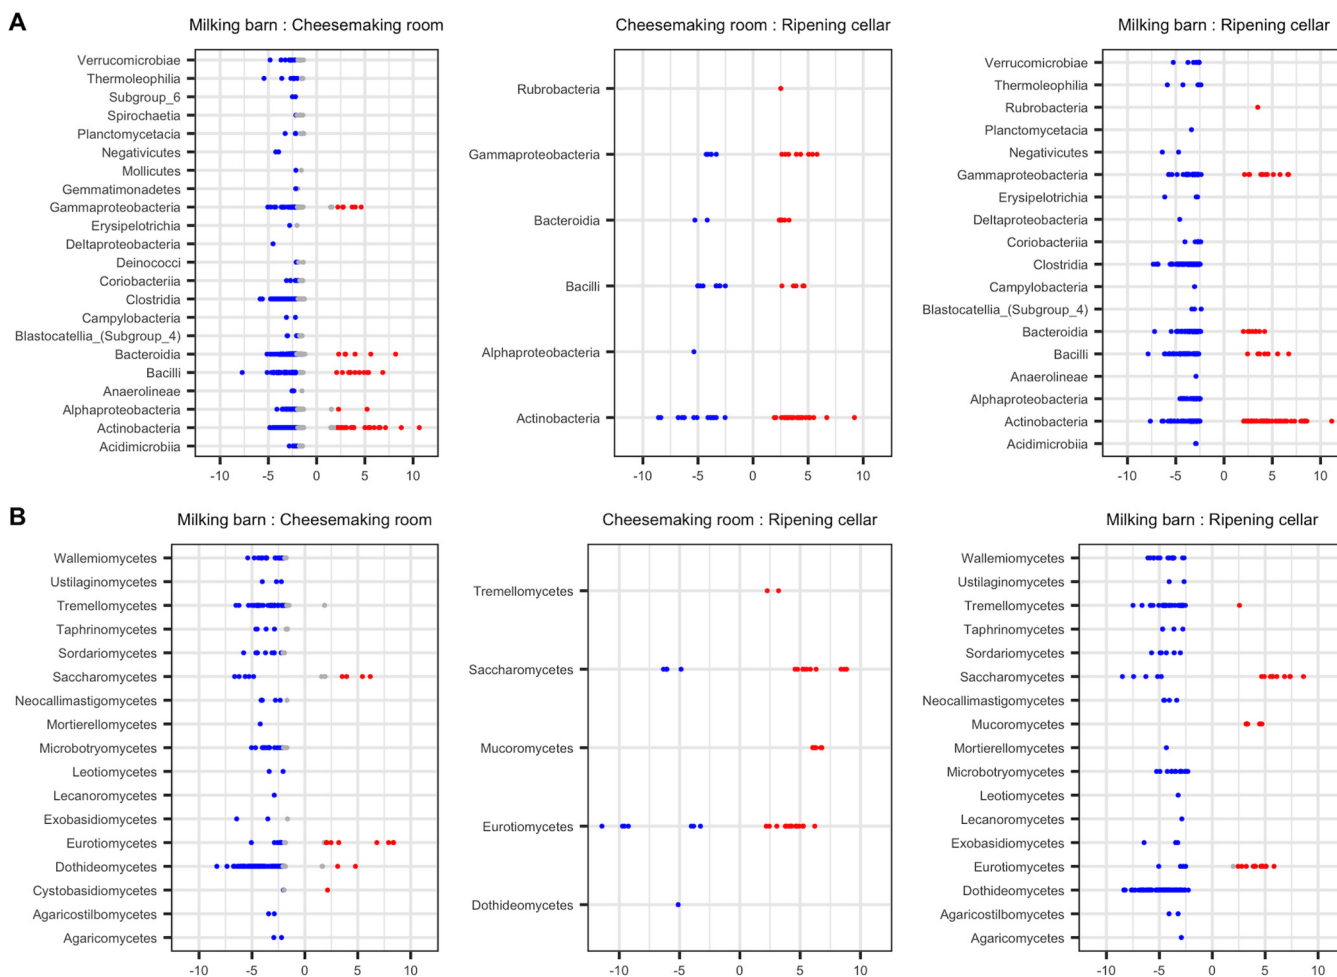 A
Milking barn : Cheesemaking room
Verrucomicrobiae
Thermoleophilia
Subgroup_6
Spirochaetia
Planctomycetacia
Negativicutes
Mollicutes
Gemmatimonadetes
Gammaproteobacteria
Erysipelotrichia
Deltaproteobacteria
Deinococci
Coriobacteriia
Clostridia
Campylobacteria
Blastocatellia_(Subgroup_4)
Bacteroidia
Bacilli
Anaerolineae
Alphaproteobacteria
Actinobacteria
Acidimicrobiia
-10 -5 0 5 10
Cheesemaking room : Ripening cellar
Rubrobacteria
Gammaproteobacteria
Bacteroidia
Bacilli
Alphaproteobacteria
Actinobacteria
-10 -5 0 5 10
Milking barn : Ripening cellar
Verrucomicrobiae
Thermoleophilia
Rubrobacteria
Planctomycetacia
Negativicutes
Gammaproteobacteria
Erysipelotrichia
Deltaproteobacteria
Coriobacteriia
Clostridia
Campylobacteria
Blastocatellia_(Subgroup_4)
Bacteroidia
Bacilli
Anaerolineae
Alphaproteobacteria
Actinobacteria
Acidimicrobiia
-10 -5 0 5 10
B
Milking barn : Cheesemaking room
Wallemiomycetes
Ustilaginomycetes
Tremellomycetes
Taphrinomycetes
Sordariomycetes
Saccharomycetes
Neocallimastigomycetes
Mortierellomycetes
Microbotryomycetes
Leotiomycetes
Lecanoromycetes
Exobasidiomycetes
Eurotiomycetes
Dothideomycetes
Cystobasidiomycetes
Agaricostilbomycetes
Agaricomycetes
-10 -5 0 5 10
Cheesemaking room : Ripening cellar
Tremellomycetes
Saccharomycetes
Mucoromycetes
Eurotiomycetes
Dothideomycetes
-10 -5 0 5 10
Milking barn : Ripening cellar
Wallemiomycetes
Ustilaginomycetes
Tremellomycetes
Taphrinomycetes
Sordariomycetes
Saccharomycetes
Neocallimastigomycetes
Mucoromycetes
Mortierellomycetes
Microbotryomycetes
Leotiomycetes
Lecanoromycetes
Exobasidiomycetes
Eurotiomycetes
Dothideomycetes
Agaricostilbomycetes
Agaricomycetes
-10 -5 0 5 10